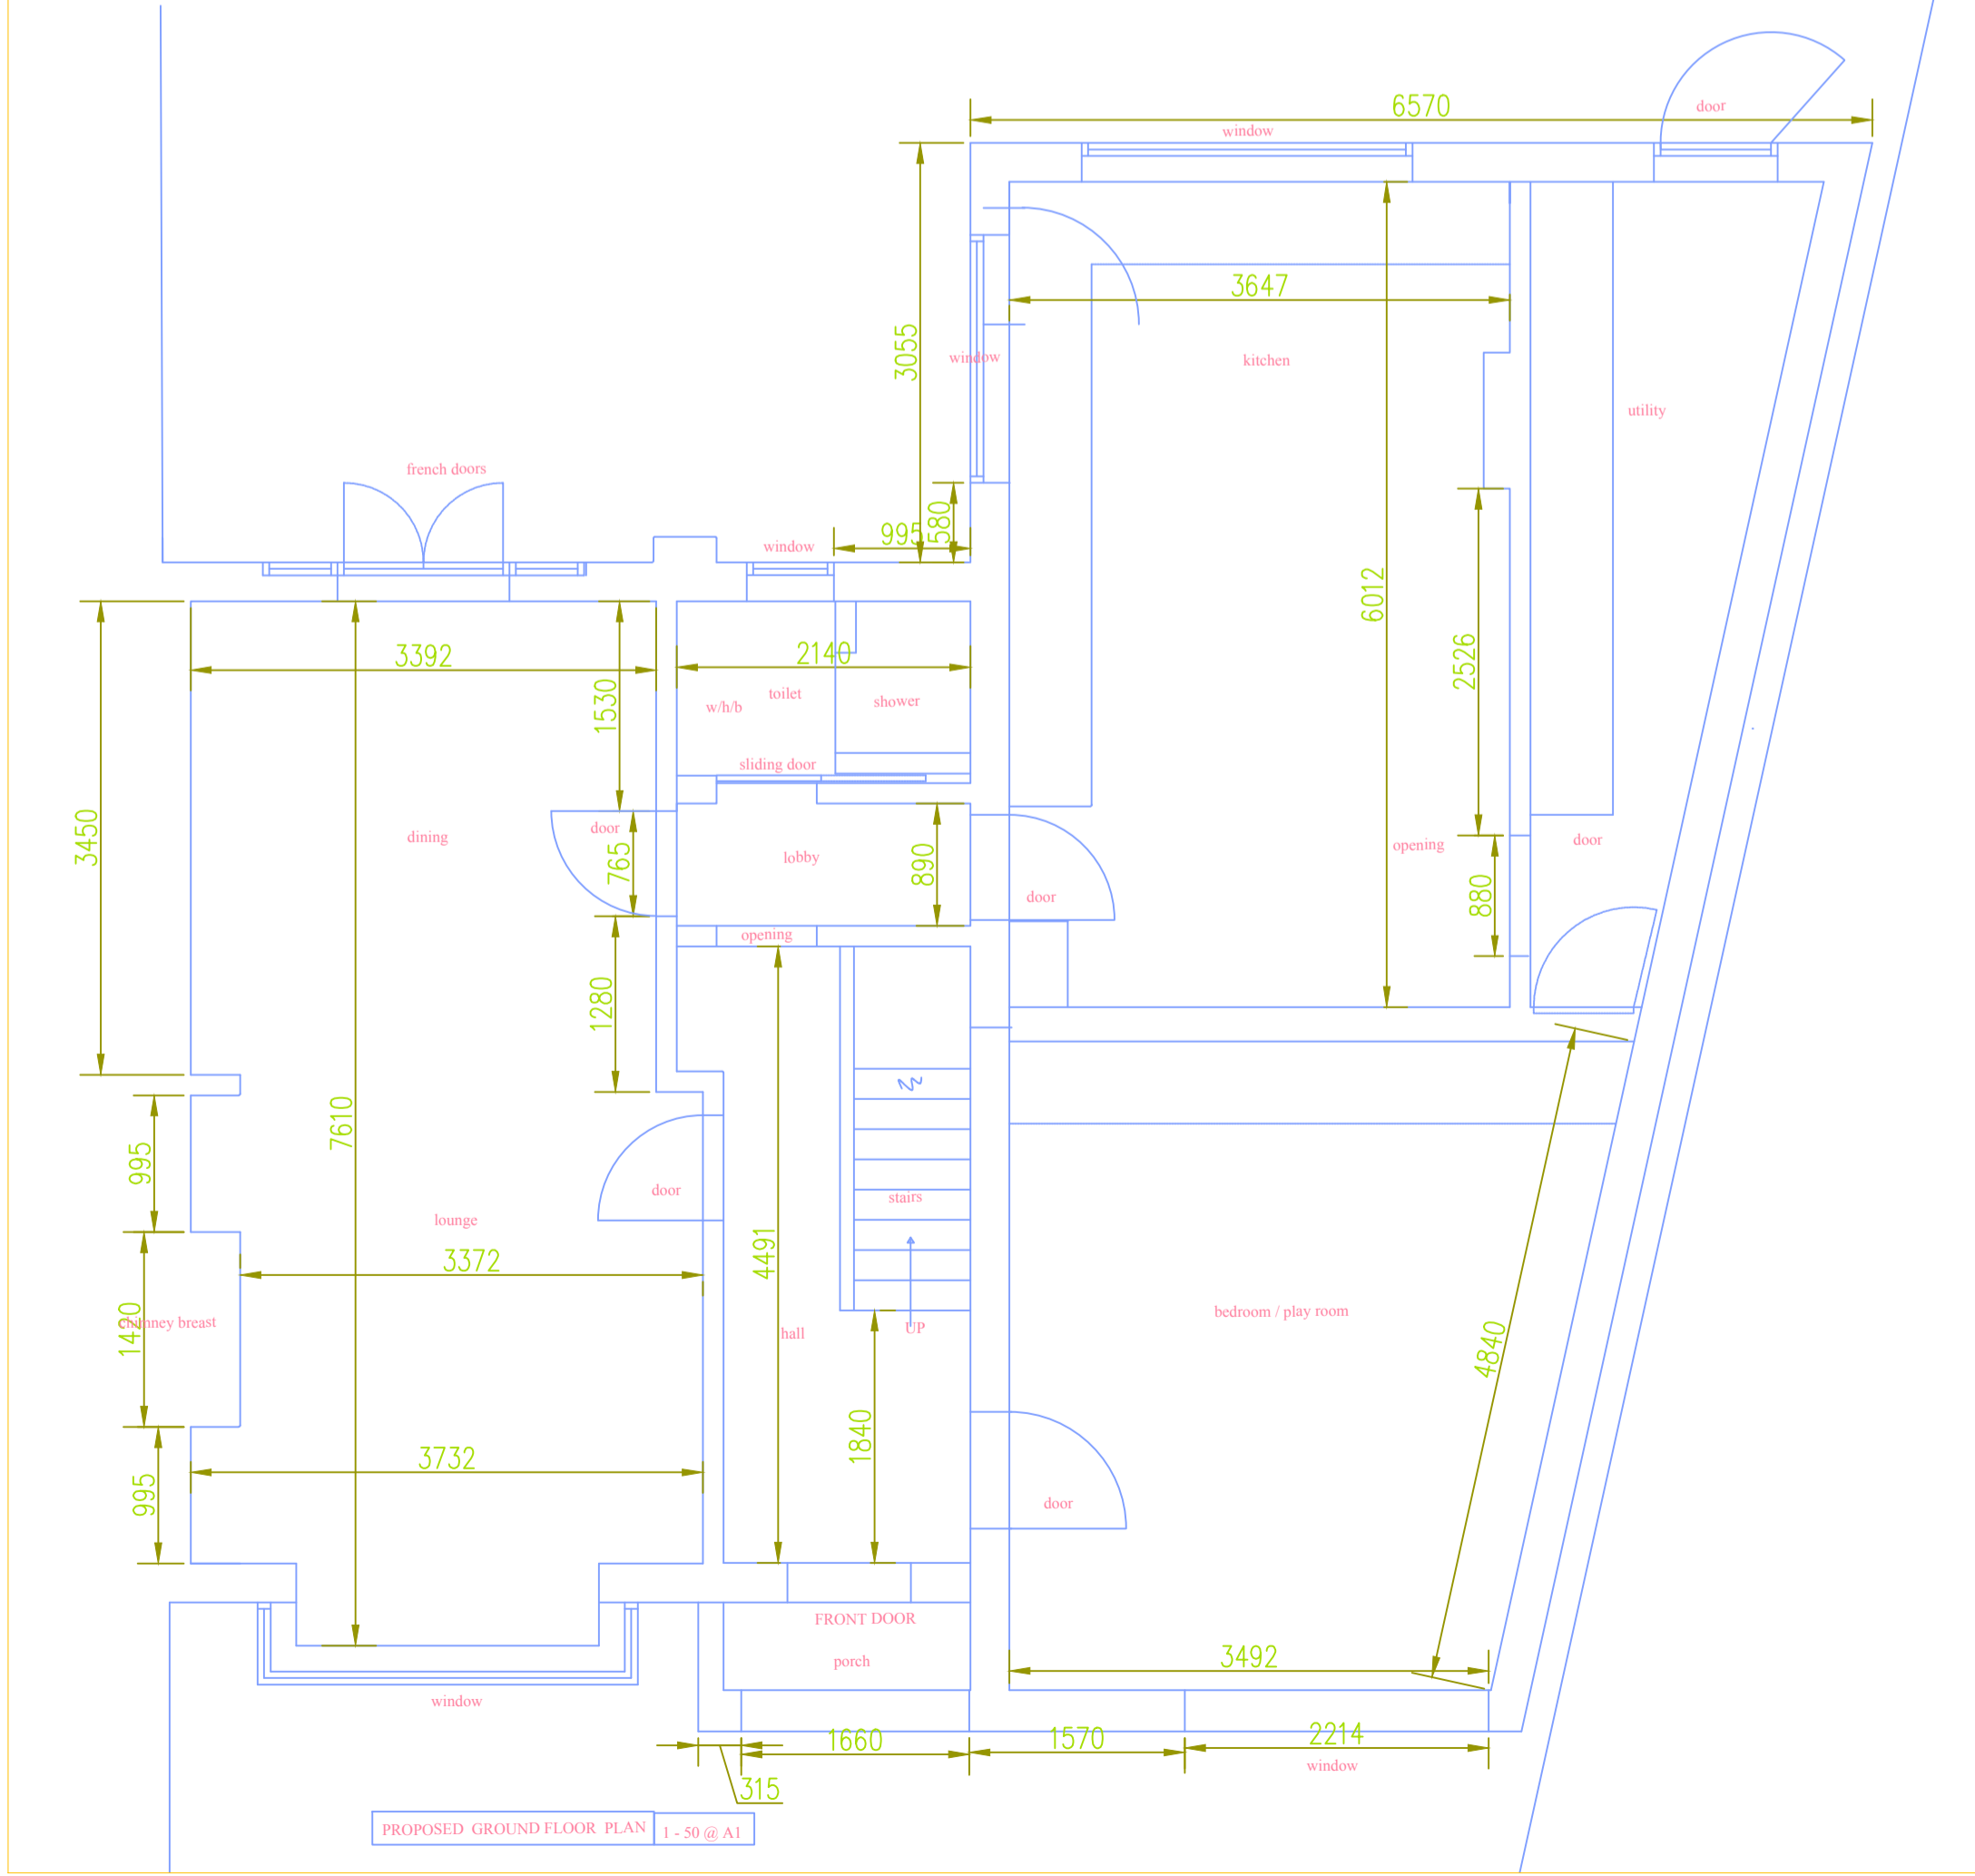 door
6570
window
3647
3055
window
kitchen
utility
french doors
580
995
window
6012
2526
3392
2140
1530
toilet
w/h/b
shower
sliding door
3450
dining
door
765
lobby
890
opening
door
door
880
opening
1280
7610
995
door
stairs
lounge
4491
3372
chimney breast
1420
hall
UP
bedroom / play room
4840
1840
3732
995
door
FRONT DOOR
porch
3492
window
1660
1570
2214
window
315
PROPOSED GROUND FLOOR PLAN
1 - 50 @ A1